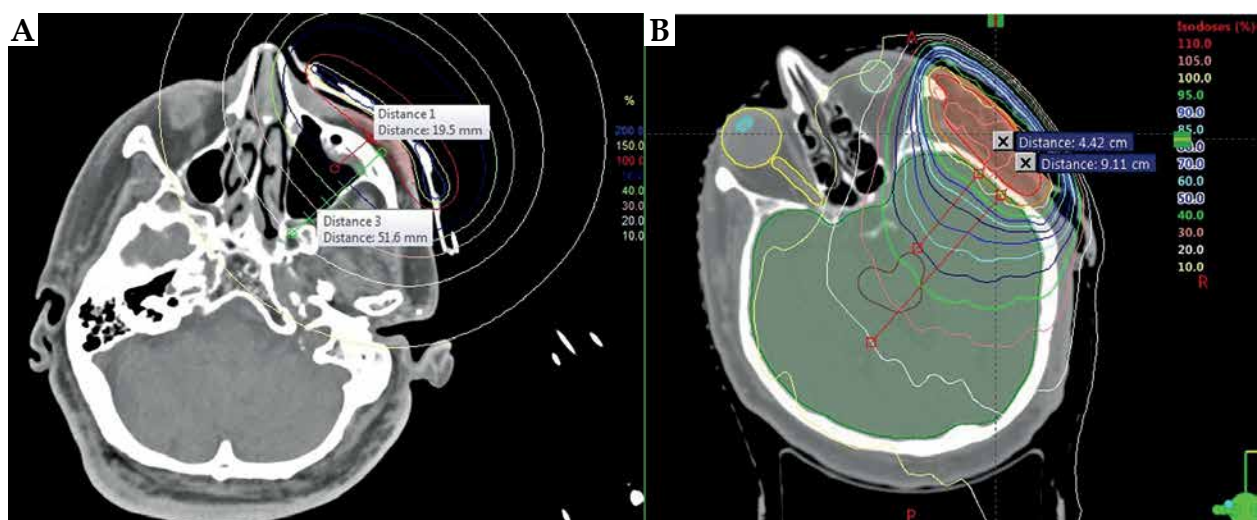 A
Distance 1
Distance: 19.5 mm
Distance 3
Distance: 51.6 mm
%
200.0
150.0
100.0
40.0
30.0
20.0
10.0
B
A
Isodoses (%)
110.0
105.0
100.0
95.0
90.0
85.0
80.0
70.0
60.0
50.0
40.0
30.0
20.0
10.0
Distance: 4.42 cm
Distance: 9.11 cm
R
P